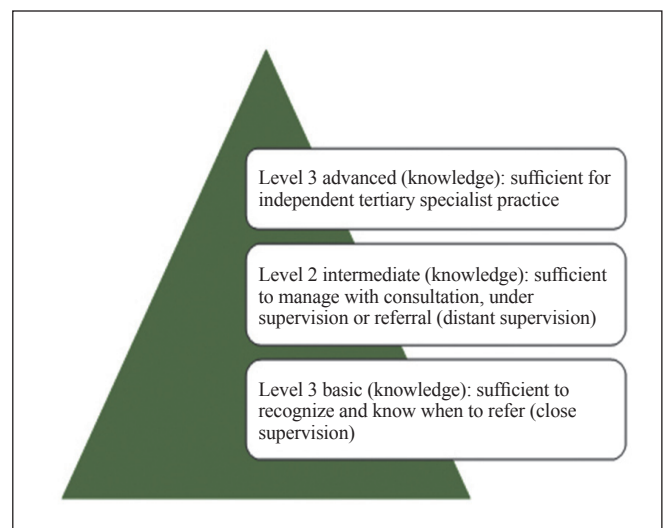 Level 3 advanced (knowledge): sufficient for
independent tertiary specialist practice
Level 2 intermediate (knowledge): sufficient
to manage with consultation, under
supervision or referral (distant supervision)
Level 3 basic (knowledge): sufficient to
recognize and know when to refer (close
supervision)